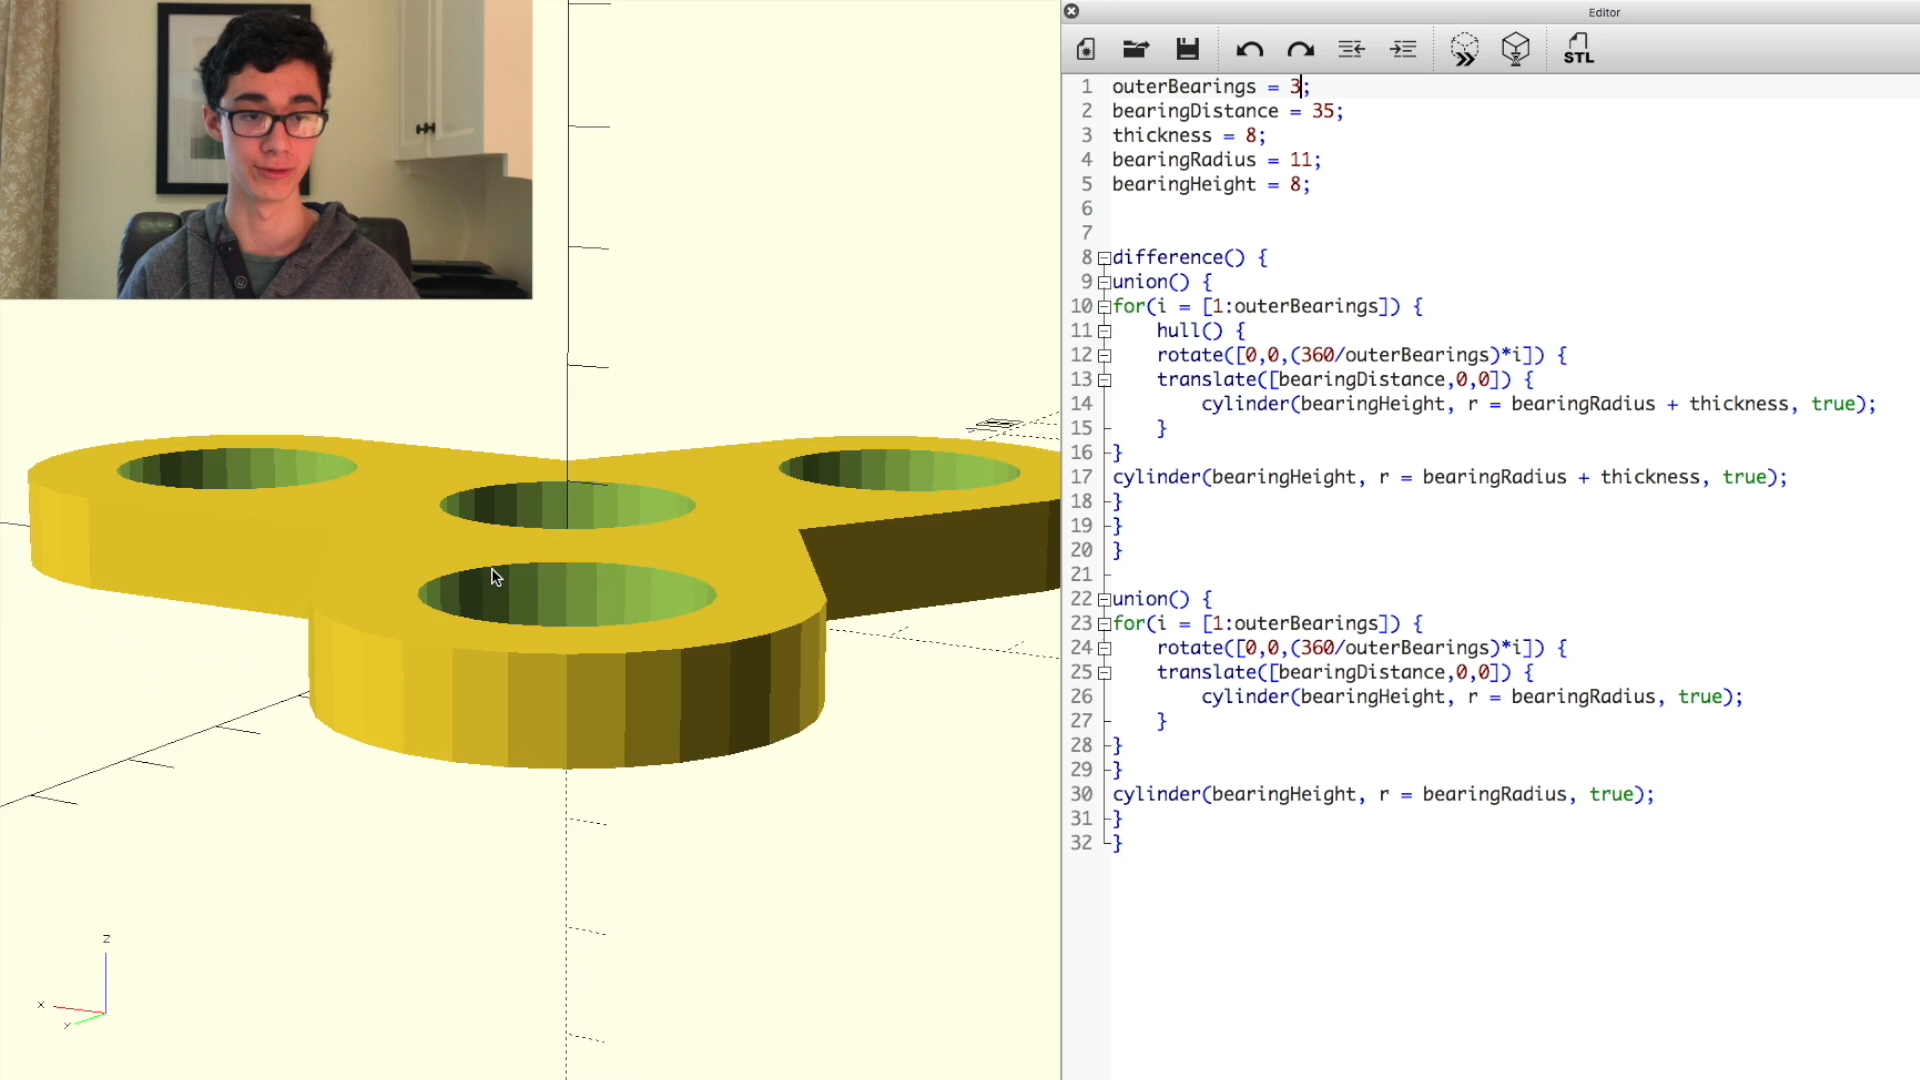 Editor
STL
1 outerBearings = 3;
2 bearingDistance = 35;
3 thickness = 8;
4 bearingRadius = 11;
5 bearingHeight = 8;
6
7
8 difference() {
9 union() {
10 for(i = [1:outerBearings]) {
11 hull() {
12 rotate([0,0,(360/outerBearings)*i]) {
13 translate([bearingDistance,0,0]) {
14 cylinder(bearingHeight, r = bearingRadius + thickness, true);
15 }
16 }
17 cylinder(bearingHeight, r = bearingRadius + thickness, true);
18 }
19 }
20 }
21
22 union() {
23 for(i = [1:outerBearings]) {
24 rotate([0,0,(360/outerBearings)*i]) {
25 translate([bearingDistance,0,0]) {
26 cylinder(bearingHeight, r = bearingRadius, true);
27 }
28 }
29 }
30 cylinder(bearingHeight, r = bearingRadius, true);
31 }
32 }
z
x
y